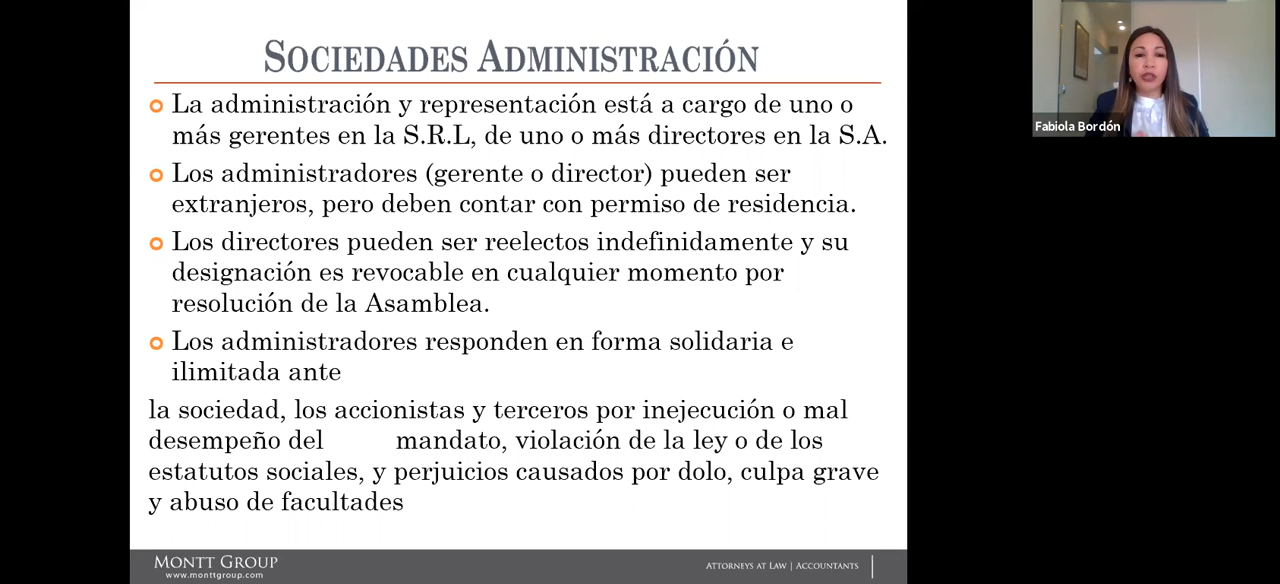 SOCIEDADES ADMINISTRACIÓN
La administración y representación está a cargo de uno o
más gerentes en la S.R.L, de uno o más directores en la S.A.
Los administradores (gerente o director) pueden ser
extranjeros, pero deben contar con permiso de residencia.
Los directores pueden ser reelectos indefinidamente y su
designación es revocable en cualquier momento por
resolución de la Asamblea.
Los administradores responden en forma solidaria e
ilimitada ante
la sociedad, los accionistas y terceros por inejecución o mal
desempeño del mandato, violación de la ley o de los
estatutos sociales, y perjuicios causados por dolo, culpa grave
y abuso de facultades
MONTT GROUP
www.monttgroup.com
ATTORNEYS AT LAW | ACCOUNTANTS
Fabiola Bordón